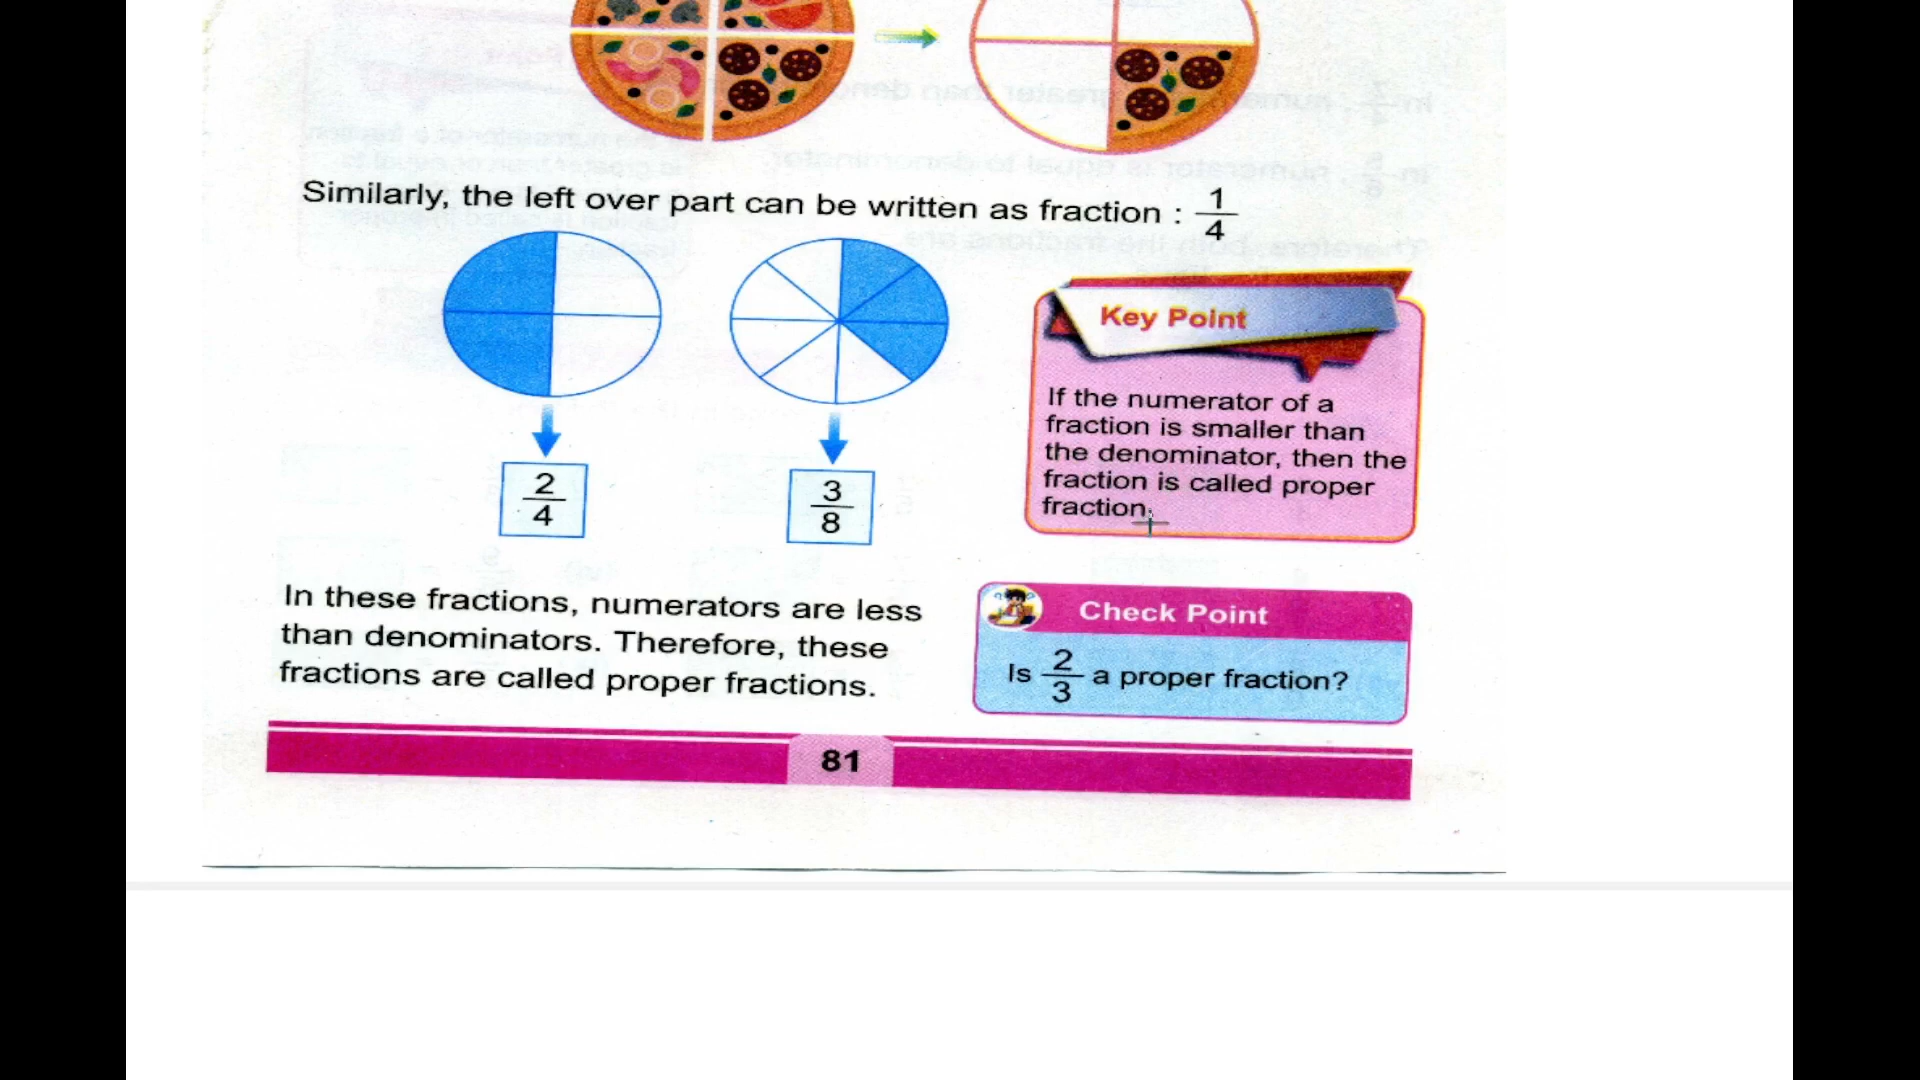 Similarly, the left over part can be written as fraction : 1/4
2/4
3/8
Key Point
If the numerator of a
fraction is smaller than
the denominator, then the
fraction is called proper
fraction.
In these fractions, numerators are less
than denominators. Therefore, these
fractions are called proper fractions.
Check Point
Is 2/3 a proper fraction?
81